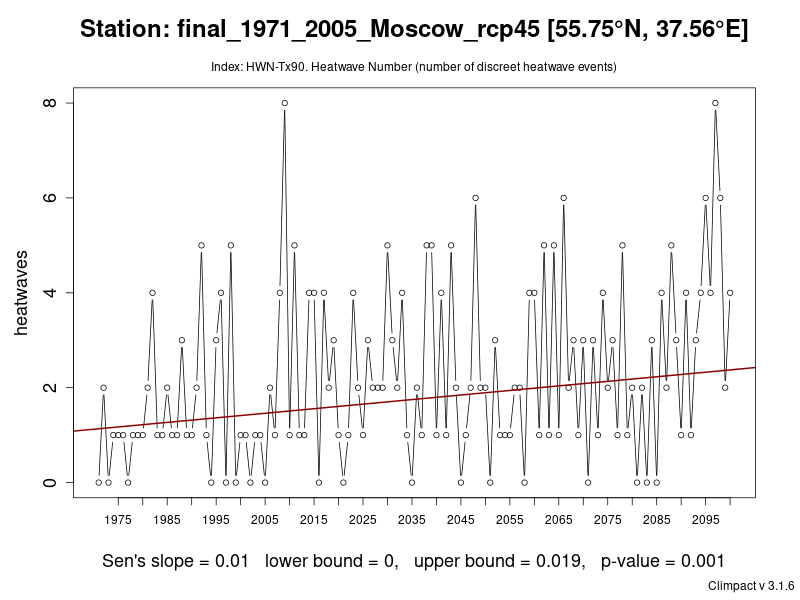 Station: final_1971_2005_Moscow_rcp45 [55.75°N, 37.56°E]
Index: HWN-Tx90. Heatwave Number (number of discreet heatwave events)
8
6
4
2
0
heatwaves
1975 1985 1995 2005 2015 2025 2035 2045 2055 2065 2075 2085 2095
Sen's slope = 0.01 lower bound = 0, upper bound = 0.019, p-value = 0.001
Climpact v 3.1.6